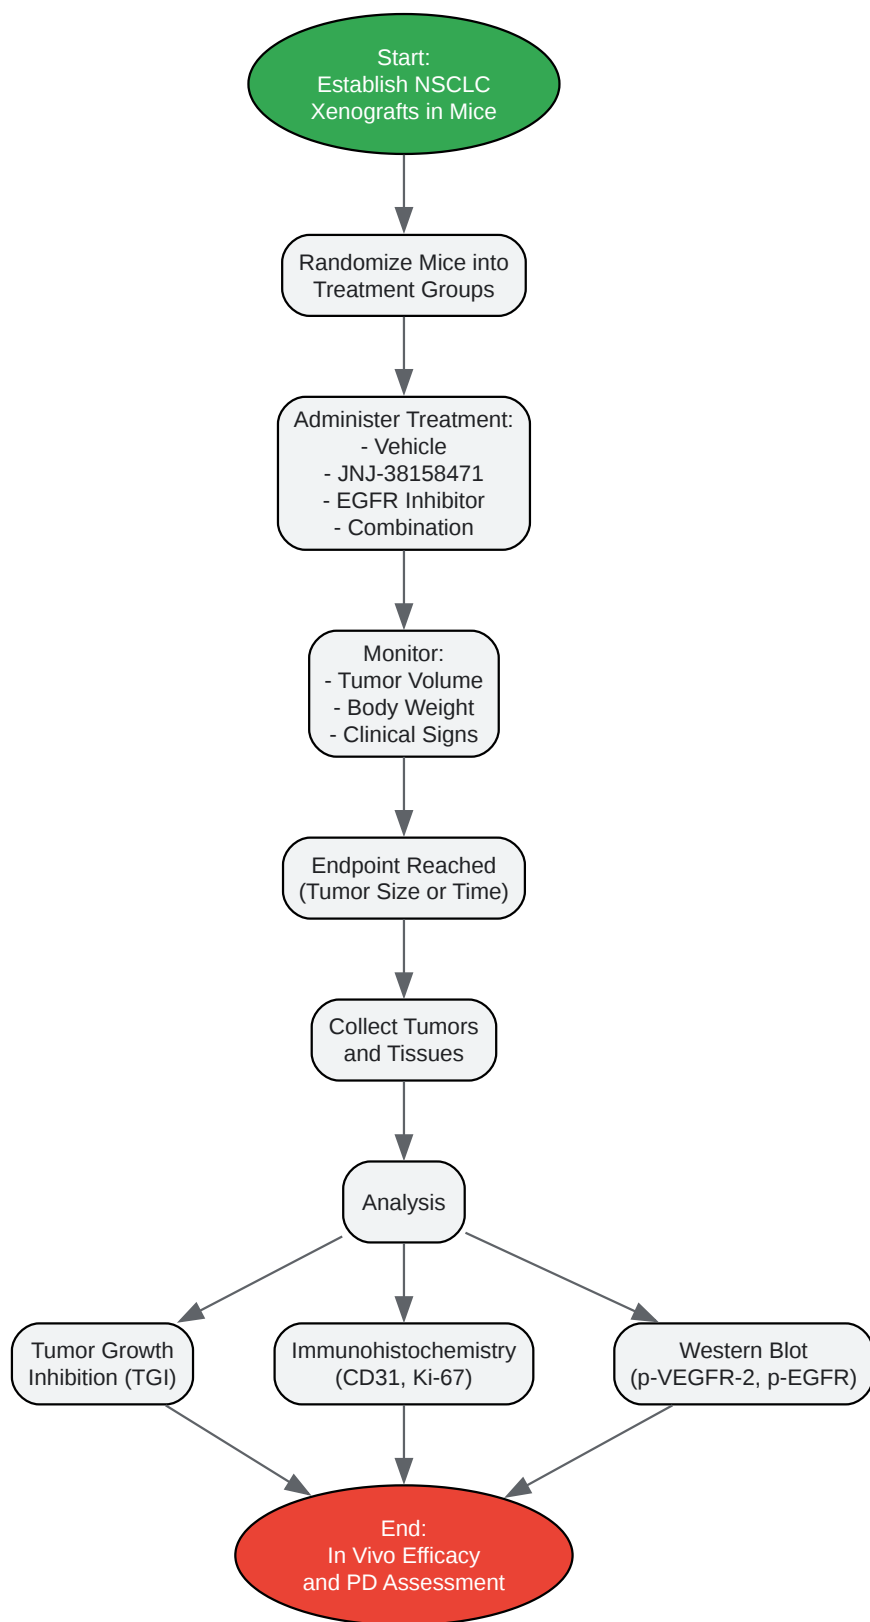 Start:
Establish NSCLC
Xenografts in Mice
Randomize Mice into
Treatment Groups
Administer Treatment:
- Vehicle
- JNJ-38158471
- EGFR Inhibitor
- Combination
Monitor:
- Tumor Volume
- Body Weight
- Clinical Signs
Endpoint Reached
(Tumor Size or Time)
Collect Tumors
and Tissues
Analysis
Tumor Growth
Inhibition (TGI)
Immunohistochemistry
(CD31, Ki-67)
Western Blot
(p-VEGFR-2, p-EGFR)
End:
In Vivo Efficacy
and PD Assessment